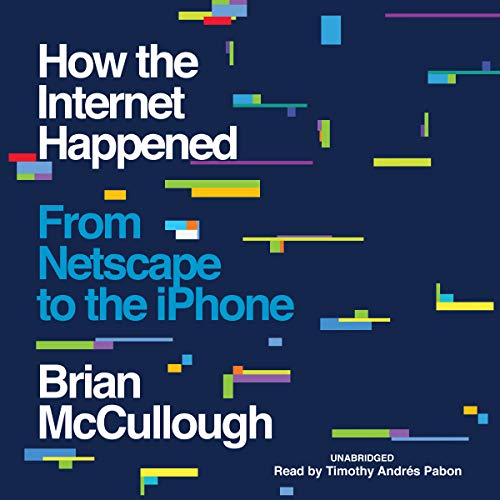 How the
Internet
Happened
From
Netscape
to the iPhone
Brian
McCullough
UNABRIDGED
Read by Timothy Andrés Pabon